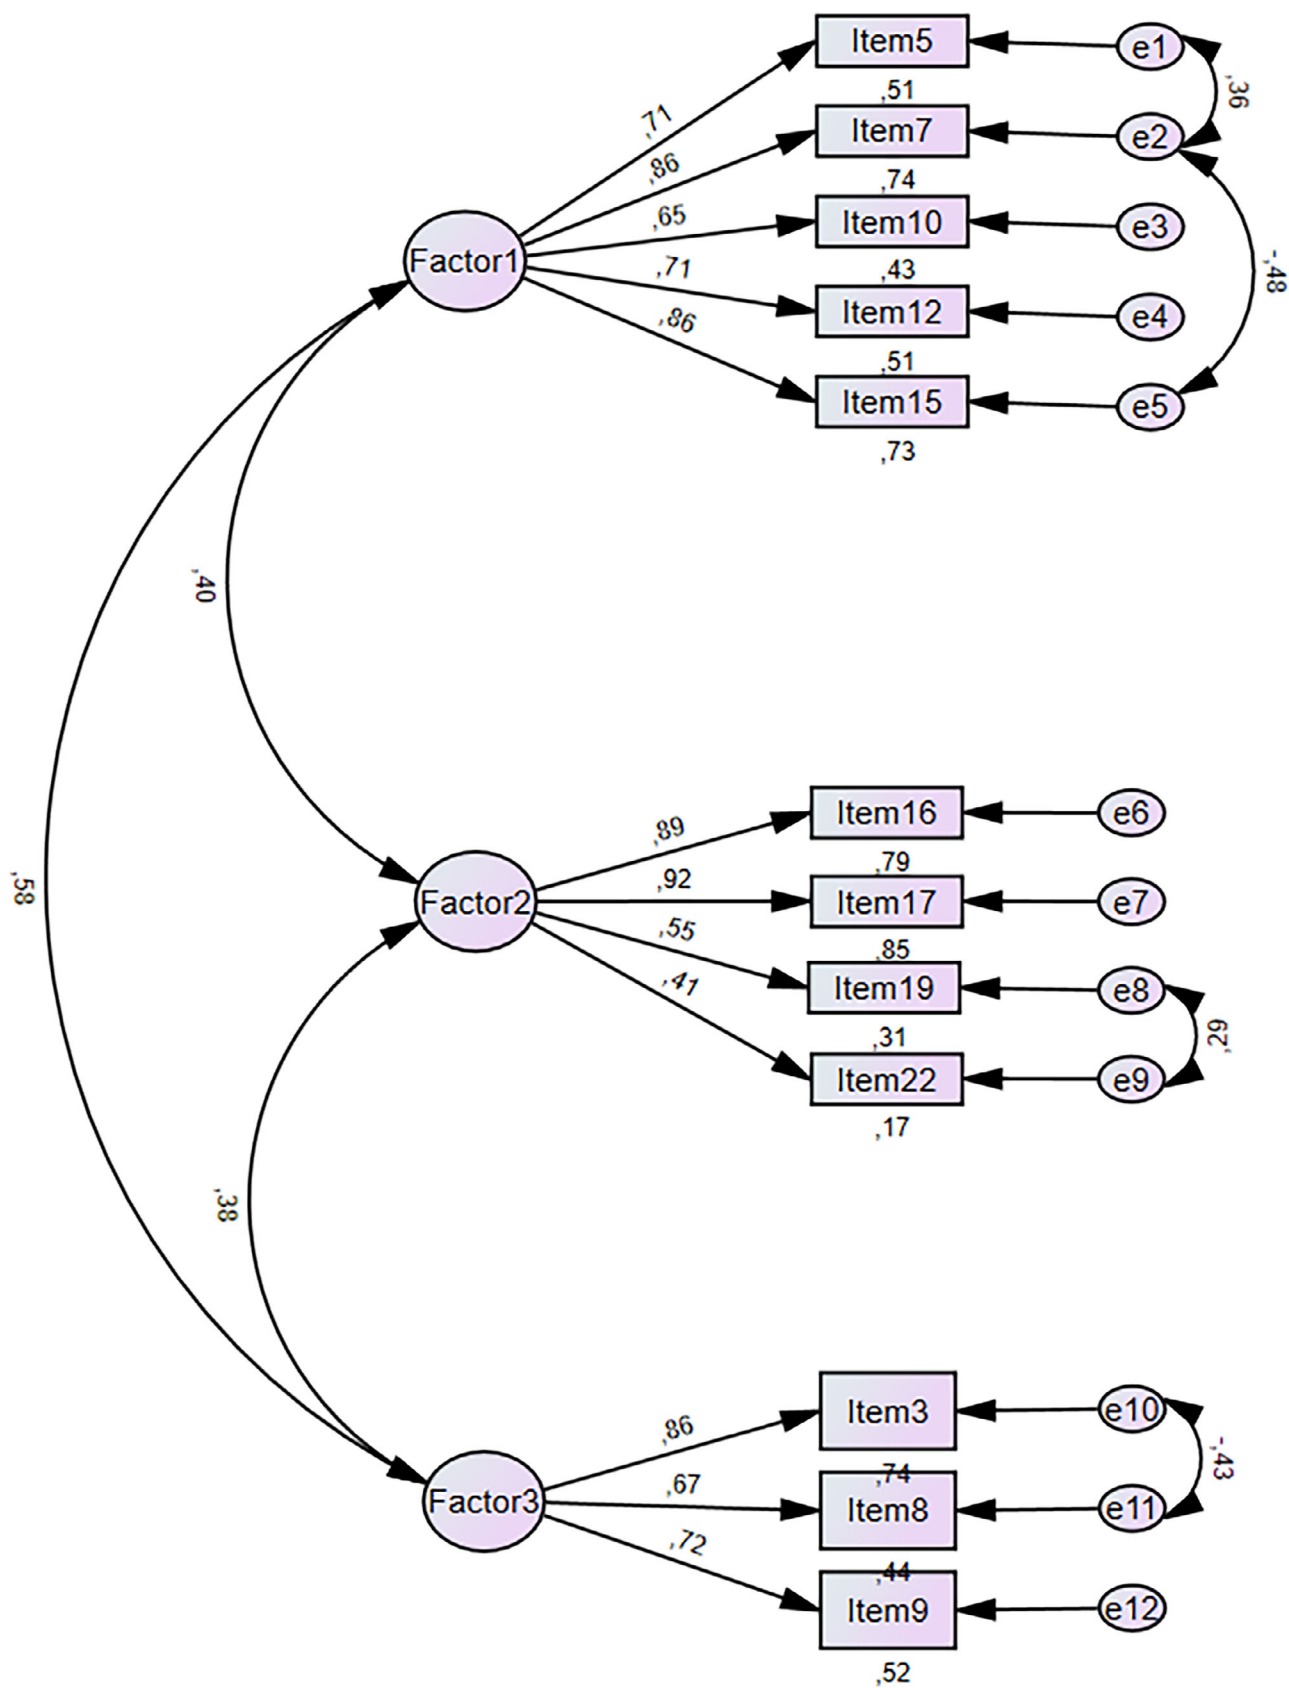 Item5
e1
,36
,51
,71
Item7
e2
,86
,74
,65
Item10
e3
Factor1
,71
,43
-,48
Item12
e4
,86
,51
Item15
e5
,73
,40
,58
Item16
e6
,89
,79
,92
Factor2
Item17
e7
,55
,85
,41
Item19
e8
,29
,31
Item22
e9
,17
,38
Item3
e10
,86
-,43
,74
,67
Factor3
Item8
e11
,72
,44
Item9
e12
,52